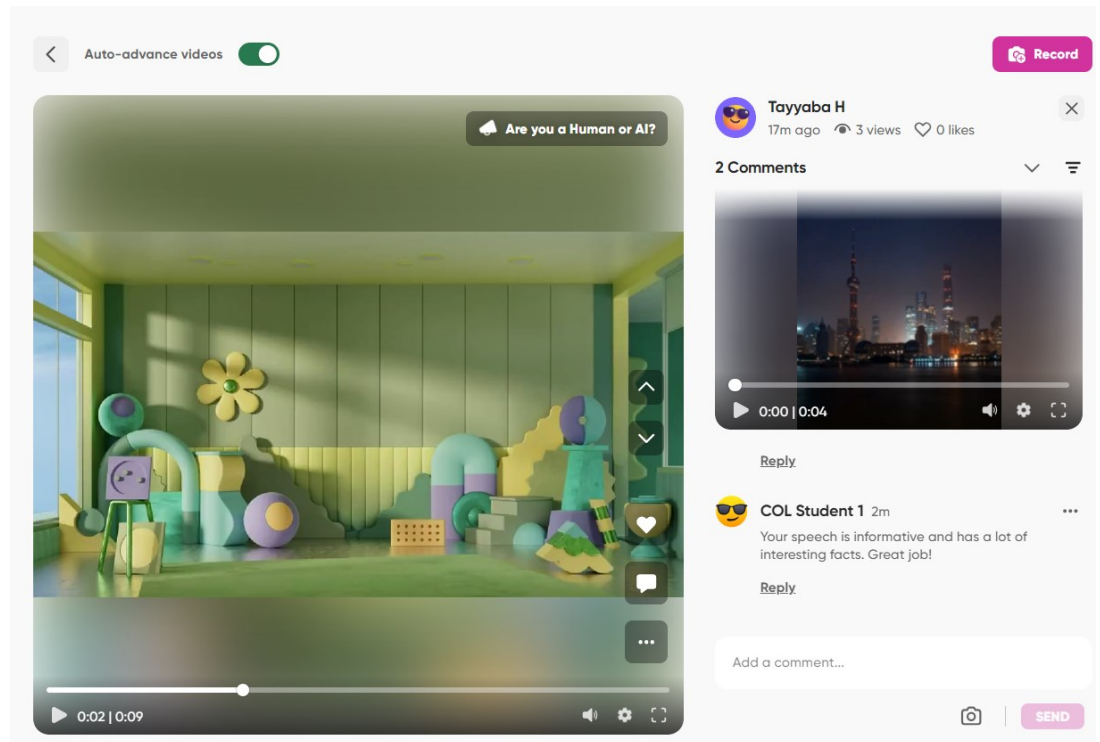 Auto-advance videos
Record
Are you a Human or AI?
0:02 | 0:09
Tayyaba H
17m ago 3 views 0 likes
2 Comments
0:00 | 0:04
Reply
COL Student 1 2m
Your speech is informative and has a lot of
interesting facts. Great job!
Reply
Add a comment...
SEND